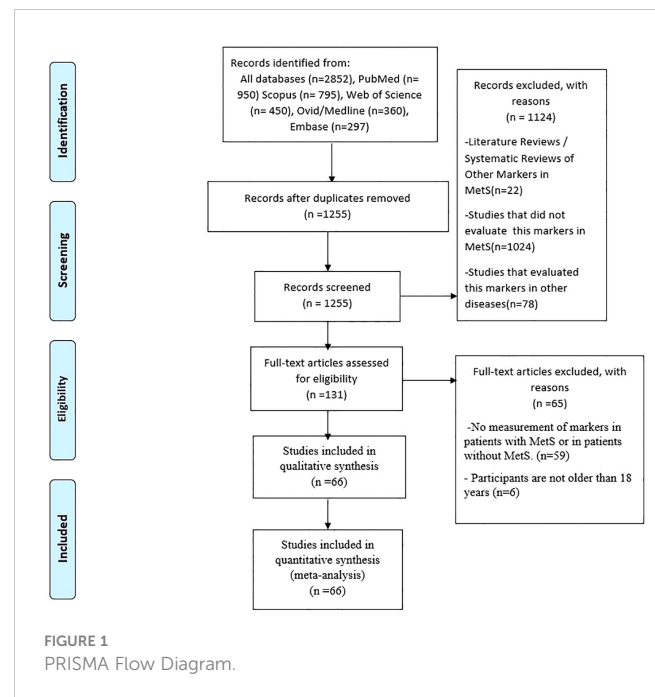 Identification
Records identified from:
All databases (n=2852), PubMed (n=
950) Scopus (n= 795), Web of Science
(n= 450), Ovid/Medline (n=360),
Embase (n=297)
Records excluded, with
reasons
(n = 1124)
-Literature Reviews /
Systematic Reviews of
Other Markers in
MetS(n=22)
-Studies that did not
evaluate this markers in
MetS(n=1024)
-Studies that evaluated
this markers in other
diseases(n=78)
Records after duplicates removed
(n =1255)
Screening
Records screened
(n = 1255)
Eligibility
Full-text articles assessed
for eligibility
(n =131)
Full-text articles excluded, with
reasons
(n =65)
-No measurement of markers in
patients with MetS or in patients
without MetS. (n=59)
- Participants are not older than 18
years (n=6)
Studies included in
qualitative synthesis
(n =66)
Included
Studies included in
quantitative synthesis
(meta-analysis)
(n =66)
FIGURE 1
PRISMA Flow Diagram.